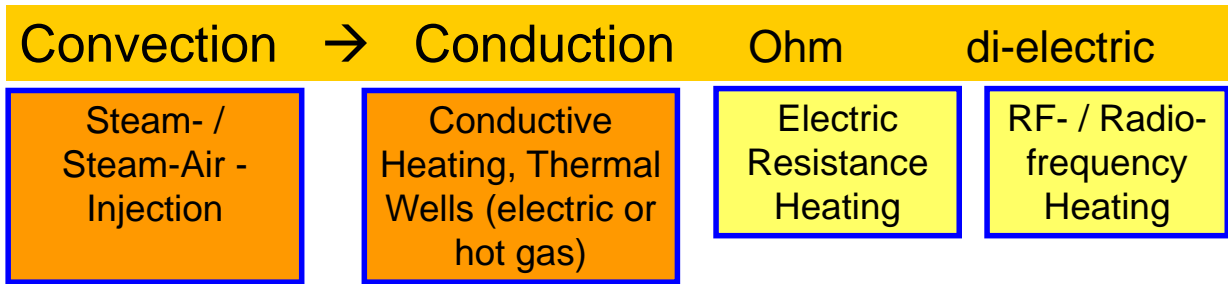 Convection → Conduction Ohm di-electric
Steam- /
Steam-Air -
Injection
Conductive
Heating, Thermal
Wells (electric or
hot gas)
Electric
Resistance
Heating
RF- / Radio-
frequency
Heating